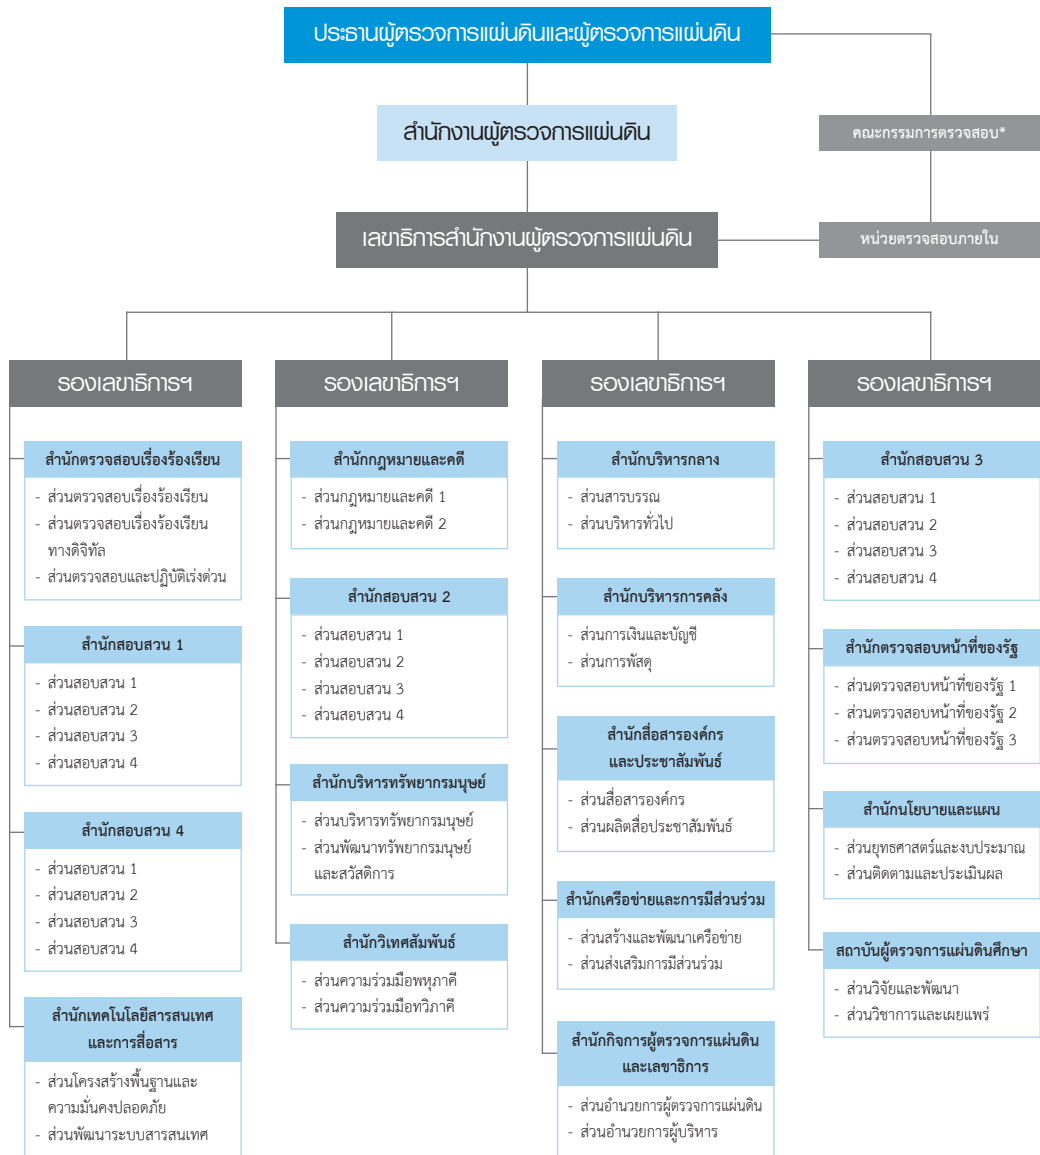 ประธานผู้ตรวจการแผ่นดินและผู้ตรวจการแผ่นดิน
สำนักงานผู้ตรวจการแผ่นดิน
คณะกรรมการตรวจสอบ*
เลขาธิการสำนักงานผู้ตรวจการแผ่นดิน
หน่วยตรวจสอบภายใน
รองเลขาธิการฯ
สำนักตรวจสอบเรื่องร้องเรียน
- ส่วนตรวจสอบเรื่องร้องเรียน
- ส่วนตรวจสอบเรื่องร้องเรียน
ทางดิจิทัล
- ส่วนตรวจสอบและปฏิบัติเร่งด่วน
สำนักสอบสวน 1
- ส่วนสอบสวน 1
- ส่วนสอบสวน 2
- ส่วนสอบสวน 3
- ส่วนสอบสวน 4
สำนักสอบสวน 4
- ส่วนสอบสวน 1
- ส่วนสอบสวน 2
- ส่วนสอบสวน 3
- ส่วนสอบสวน 4
สำนักเทคโนโลยีสารสนเทศ
และการสื่อสาร
- ส่วนโครงสร้างพื้นฐานและ
ความมั่นคงปลอดภัย
- ส่วนพัฒนาระบบสารสนเทศ
รองเลขาธิการฯ
สำนักกฎหมายและคดี
- ส่วนกฎหมายและคดี 1
- ส่วนกฎหมายและคดี 2
สำนักสอบสวน 2
- ส่วนสอบสวน 1
- ส่วนสอบสวน 2
- ส่วนสอบสวน 3
- ส่วนสอบสวน 4
สำนักบริหารทรัพยากรมนุษย์
- ส่วนบริหารทรัพยากรมนุษย์
- ส่วนพัฒนาทรัพยากรมนุษย์
และสวัสดิการ
สำนักวิเทศสัมพันธ์
- ส่วนความร่วมมือพหุภาคี
- ส่วนความร่วมมือทวิภาคี
รองเลขาธิการฯ
สำนักบริหารกลาง
- ส่วนสารบรรณ
- ส่วนบริหารทั่วไป
สำนักบริหารการคลัง
- ส่วนการเงินและบัญชี
- ส่วนการพัสดุ
สำนักสื่อสารองค์กร
และประชาสัมพันธ์
- ส่วนสื่อสารองค์กร
- ส่วนผลิตสื่อประชาสัมพันธ์
สำนักเครือข่ายและการมีส่วนร่วม
- ส่วนสร้างและพัฒนาเครือข่าย
- ส่วนส่งเสริมการมีส่วนร่วม
สำนักกิจการผู้ตรวจการแผ่นดิน
และเลขาธิการ
- ส่วนอำนวยการผู้ตรวจการแผ่นดิน
- ส่วนอำนวยการผู้บริหาร
รองเลขาธิการฯ
สำนักสอบสวน 3
- ส่วนสอบสวน 1
- ส่วนสอบสวน 2
- ส่วนสอบสวน 3
- ส่วนสอบสวน 4
สำนักตรวจสอบหน้าที่ของรัฐ
- ส่วนตรวจสอบหน้าที่ของรัฐ 1
- ส่วนตรวจสอบหน้าที่ของรัฐ 2
- ส่วนตรวจสอบหน้าที่ของรัฐ 3
สำนักนโยบายและแผน
- ส่วนยุทธศาสตร์และงบประมาณ
- ส่วนติดตามและประเมินผล
สถาบันผู้ตรวจการแผ่นดินศึกษา
- ส่วนวิจัยและพัฒนา
- ส่วนวิชาการและเผยแพร่